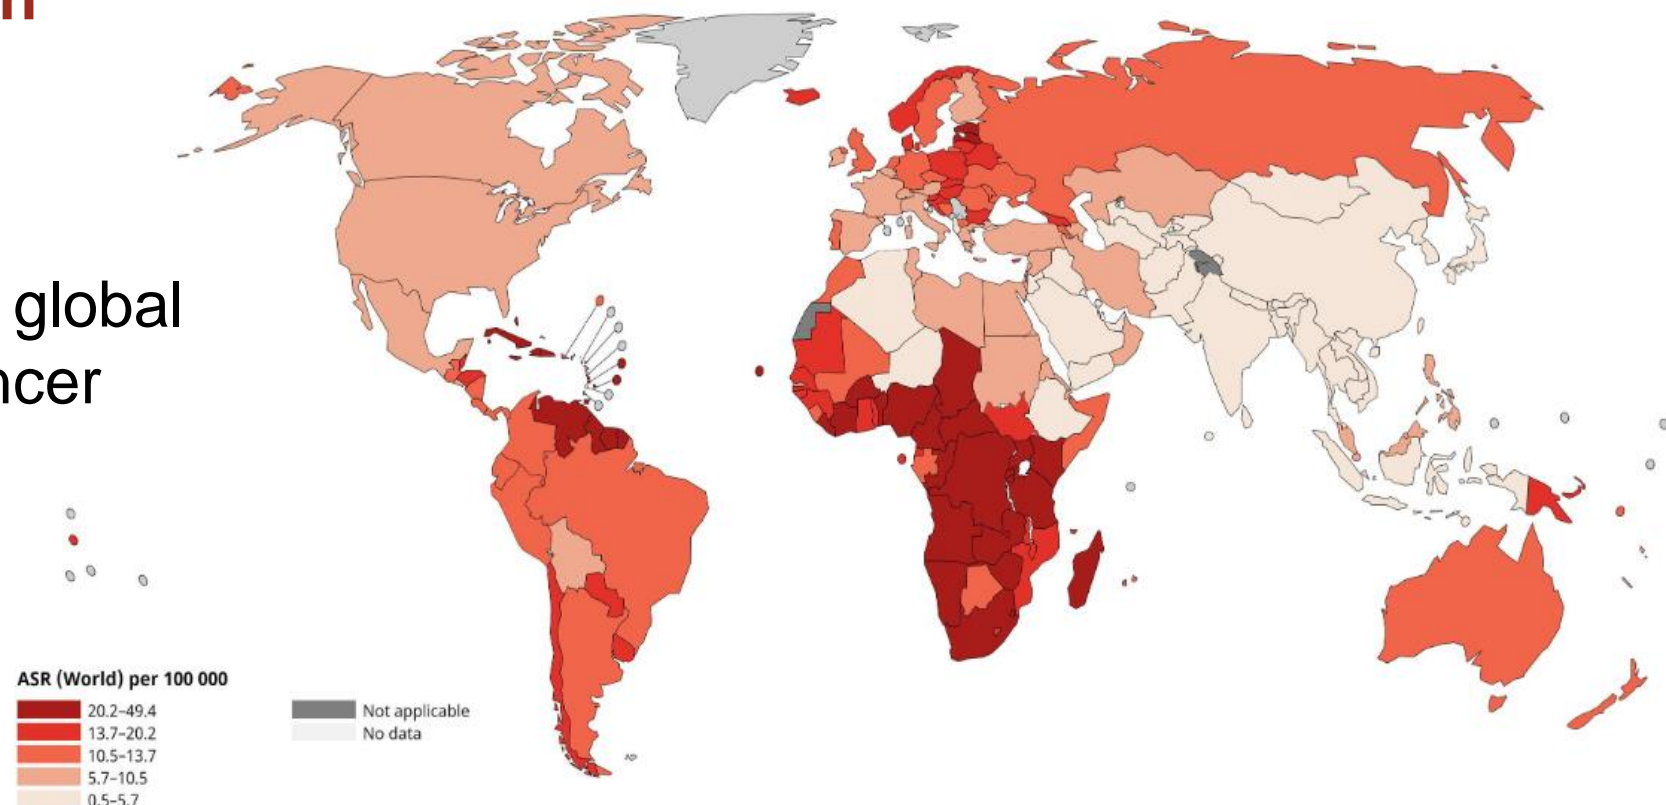 global
ncer
ASR (World) per 100 000
20.2–49.4
13.7–20.2
10.5–13.7
5.7–10.5
0.5–5.7
Not applicable
No data